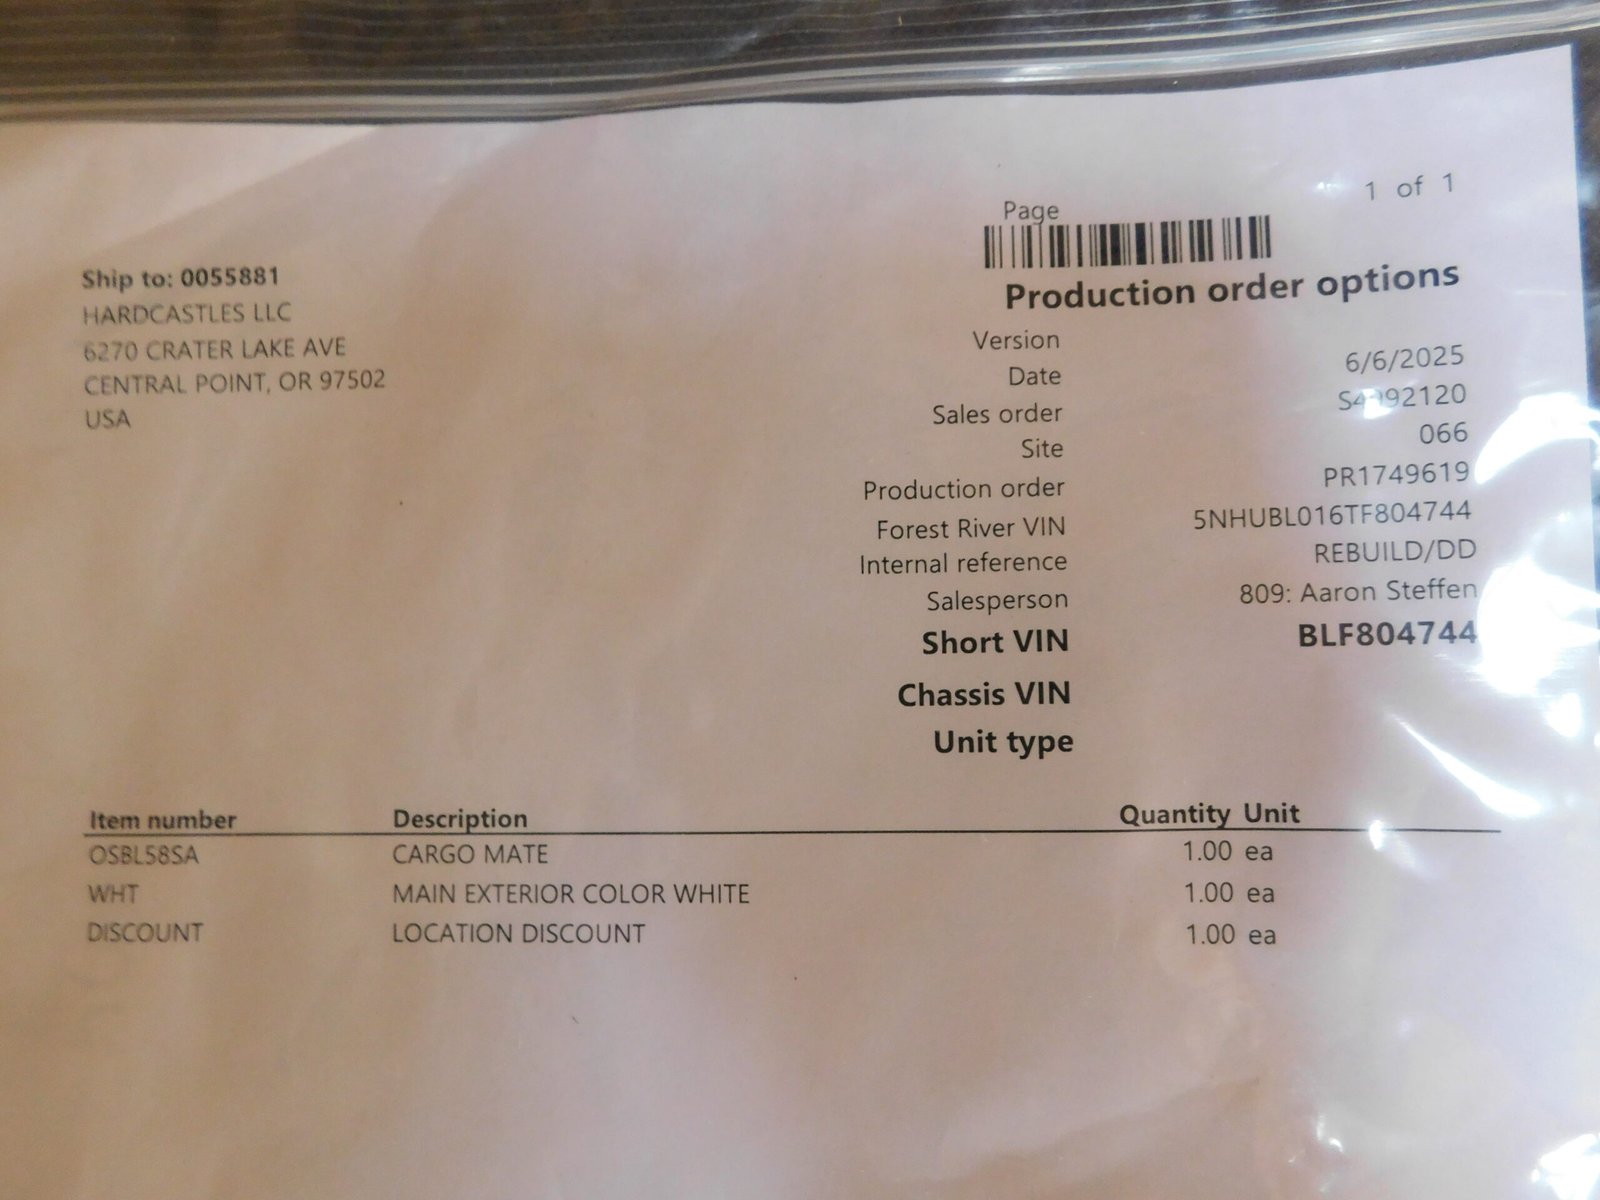 Page 1 of 1
Production order options
Ship to: 0055881
HARDCASTLES LLC
6270 CRATER LAKE AVE
CENTRAL POINT, OR 97502
USA
Version
Date 6/6/2025
Sales order
Site 066
Production order PR1749619
Forest River VIN 5NHUBL016TF804744
Internal reference REBUILD/DD
Salesperson 809: Aaron Steffen
Short VIN BLF804744
Chassis VIN
Unit type
Item number Description Quantity Unit
OSBL58SA CARGO MATE 1.00 ea
WHT MAIN EXTERIOR COLOR WHITE 1.00 ea
DISCOUNT LOCATION DISCOUNT 1.00 ea